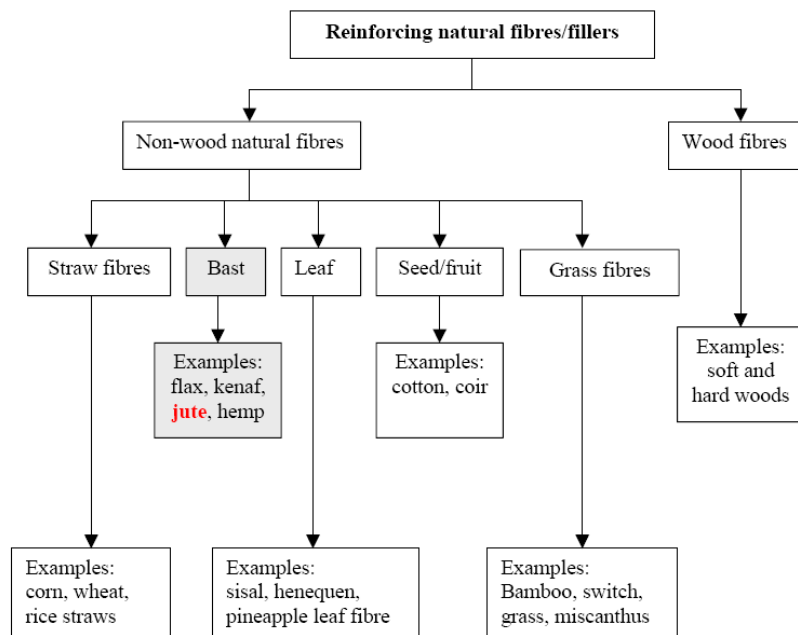 Reinforcing natural fibres/fillers
Non-wood natural fibres
Wood fibres
Straw fibres
Bast
Leaf
Seed/fruit
Grass fibres
Examples:
flax, kenaf,
jute, hemp
Examples:
cotton, coir
Examples:
soft and
hard woods
Examples:
corn, wheat,
rice straws
Examples:
sisal, henequen,
pineapple leaf fibre
Examples:
Bamboo, switch,
grass, miscanthus